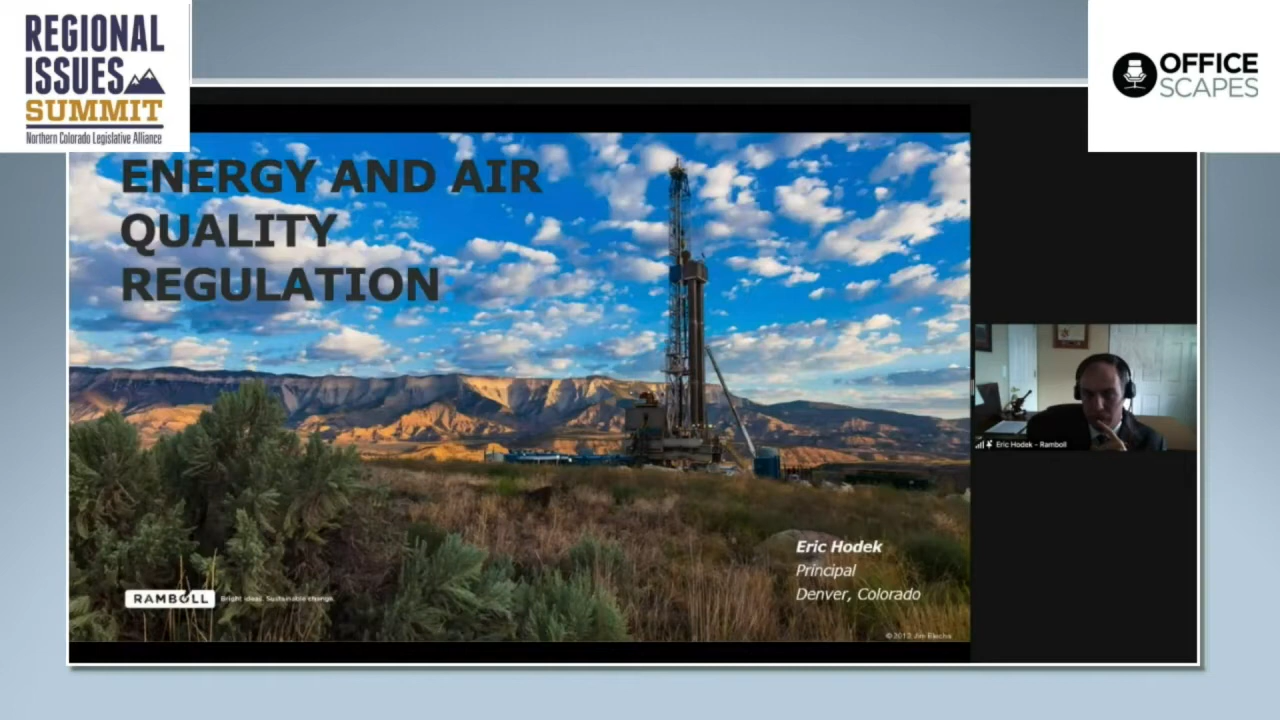 REGIONAL
ISSUES
SUMMIT
Northern Colorado Legislative Alliance
OFFICE
SCAPES
ENERGY AND AIR
QUALITY
REGULATION
Eric Hodek - Ramboll
Eric Hodek
Principal
Denver, Colorado
RAMBOLL Bright ideas. Sustainable change.